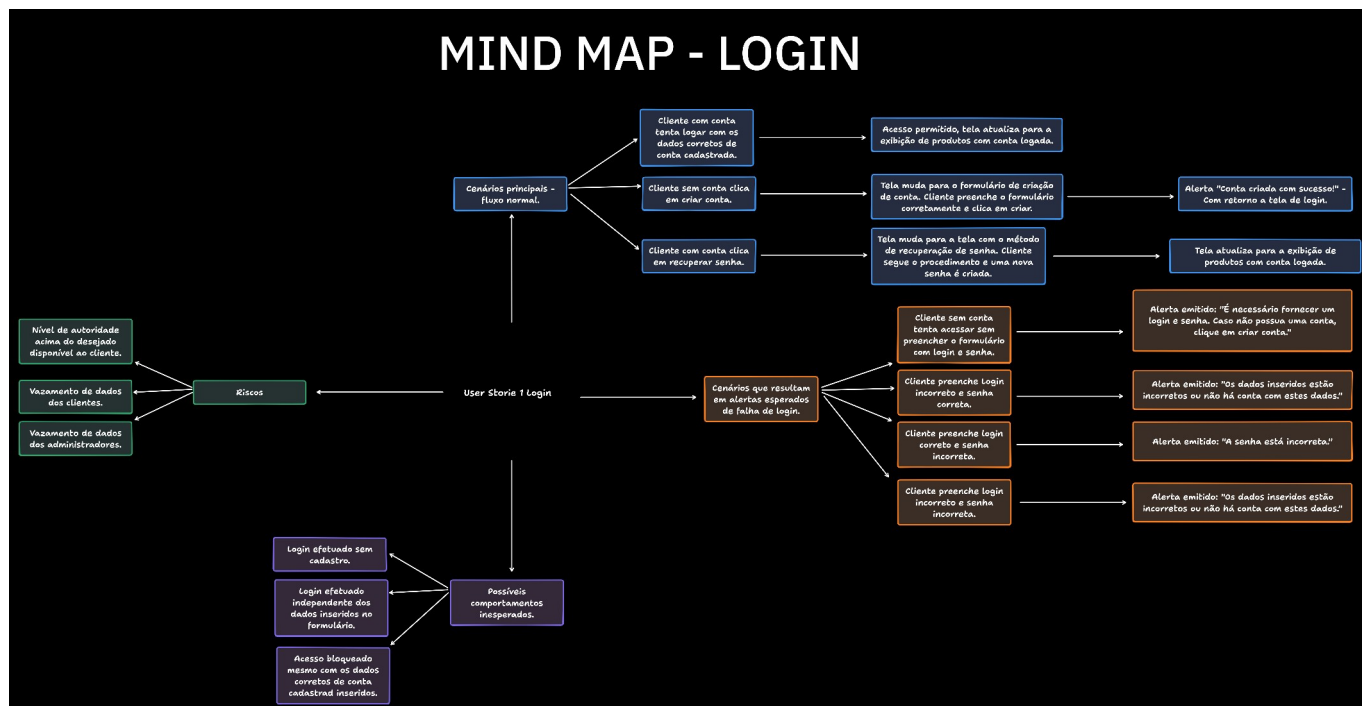 MIND MAP - LOGIN
Cliente com conta
tenta logar com os
dados corretos de
conta cadastrada.
Acesso permitido, tela atualiza para a
exibição de produtos com conta logada.
Cenários principais -
fluxo normal.
Cliente sem conta clica
em criar conta.
Tela muda para o formulário de criação
de conta. Cliente preenche o formulário
corretamente e clica em criar.
Alerta "Conta criada com sucesso!" -
Com retorno a tela de login.
Cliente com conta clica
em recuperar senha.
Tela muda para a tela com o método
de recuperação de senha. Cliente
segue o procedimento e uma nova
senha é criada.
Tela atualiza para a exibição de
produtos com conta logada.
Nível de autoridade
acima do desejado
disponível ao cliente.
Vazamento de dados
dos clientes.
Vazamento de dados
dos administradores.
Riscos
User Storie 1 Login
Cenários que resultam
em alertas esperados
de falha de login.
Cliente sem conta
tenta acessar sem
preencher o formulário
com login e senha.
Alerta emitido: "É necessário fornecer um
login e senha. Caso não possua uma conta,
clique em criar conta."
Cliente preenche Login
incorreto e senha
correta.
Alerta emitido: "Os dados inseridos estão
incorretos ou não há conta com estes dados."
Cliente preenche login
correto e senha
incorreta.
Alerta emitido: "A senha está incorreta."
Cliente preenche login
incorreto e senha
incorreta.
Alerta emitido: "Os dados inseridos estão
incorretos ou não há conta com estes dados."
Login efetuado sem
cadastro.
Login efetuado
independente dos
dados inseridos no
formulário.
Acesso bloqueado
mesmo com os dados
corretos de conta
cadastrad inseridos.
Possíveis
comportamentos
inesperados.